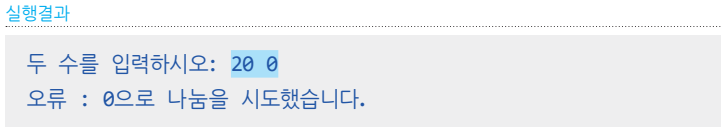 실행결과
두 수를 입력하시오: 20 0
오류 : 0으로 나눔을 시도했습니다.